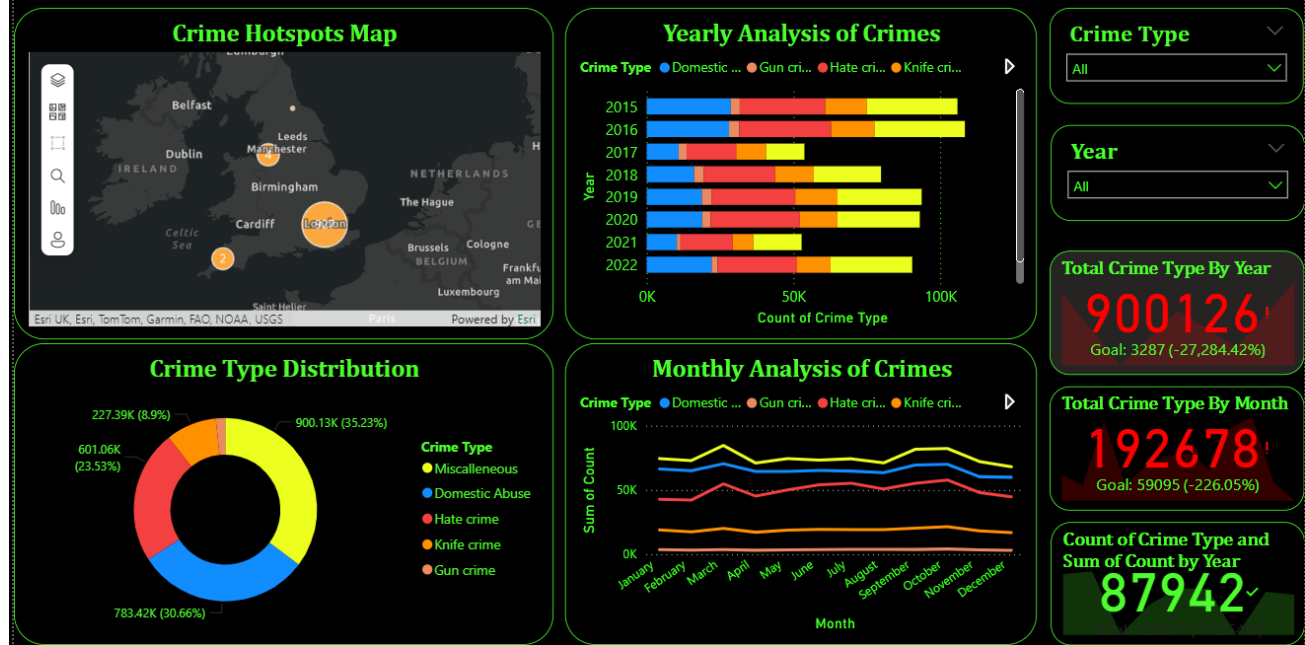 Crime Hotspots Map
Edinburgh
Belfast
Leeds
Manchester
4
Dublin
IRELAND
Birmingham
NETHERLANDS
The Hague
Cardiff
London
Celtic
Sea
2
Brussels
Cologne
BELGIUM
Frankfu
am Mai
Luxembourg
Saint Helier
Paris
Esri UK, Esri, TomTom, Garmin, FAO, NOAA, USGS
Powered by Esri
Yearly Analysis of Crimes
Crime Type Domestic ... Gun cri... Hate cri... Knife cri...
Year
2015
2016
2017
2018
2019
2020
2021
2022
0K 50K 100K
Count of Crime Type
Crime Type
All
Year
All
Total Crime Type By Year
900126!
Goal: 3287 (-27,284.42%)
Total Crime Type By Month
192678!
Goal: 59095 (-226.05%)
Count of Crime Type and
Sum of Count by Year
87942
Crime Type Distribution
227.39K (8.9%)
900.13K (35.23%)
601.06K
(23.53%)
783.42K (30.66%)
Crime Type
Miscalleneous
Domestic Abuse
Hate crime
Knife crime
Gun crime
Monthly Analysis of Crimes
Crime Type Domestic ... Gun cri... Hate cri... Knife cri...
Sum of Count
100K
50K
0K
January February March April May June July August September October November December
Month